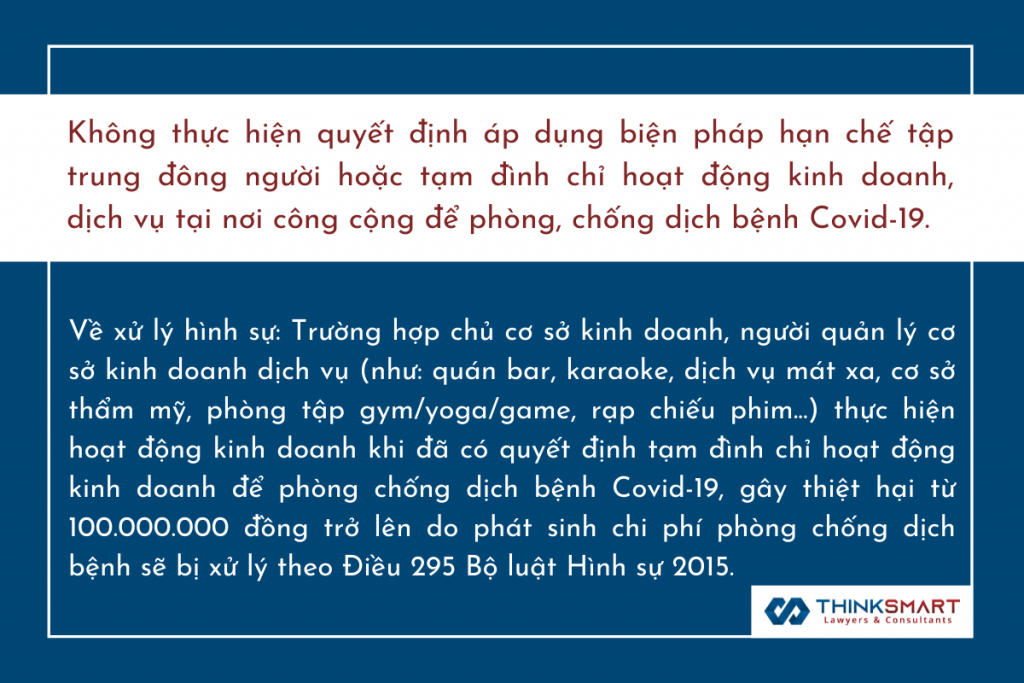 Không thực hiện quyết định áp dụng biện pháp hạn chế tập
trung đông người hoặc tạm đình chỉ hoạt động kinh doanh,
dịch vụ tại nơi công cộng để phòng, chống dịch bệnh Covid-19.
Về xử lý hình sự: Trường hợp chủ cơ sở kinh doanh, người quản lý cơ
sở kinh doanh dịch vụ (như: quán bar, karaoke, dịch vụ mát xa, cơ sở
thẩm mỹ, phòng tập gym/yoga/game, rạp chiếu phim...) thực hiện
hoạt động kinh doanh khi đã có quyết định tạm đình chỉ hoạt động
kinh doanh để phòng chống dịch bệnh Covid-19, gây thiệt hại từ
100.000.000 đồng trở lên do phát sinh chi phí phòng chống dịch
bệnh sẽ bị xử lý theo Điều 295 Bộ luật Hình sự 2015.
THINKSMART
Lawyers & Consultants